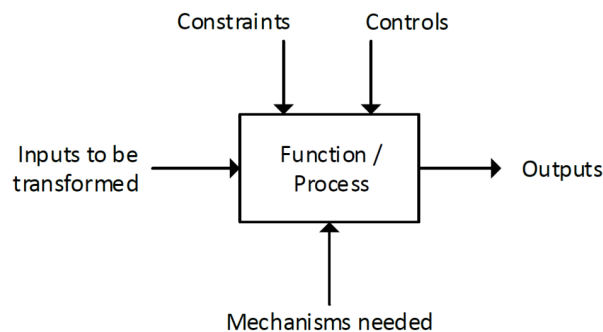 Constraints
Controls
Inputs to be
transformed
Function /
Process
Outputs
Mechanisms needed